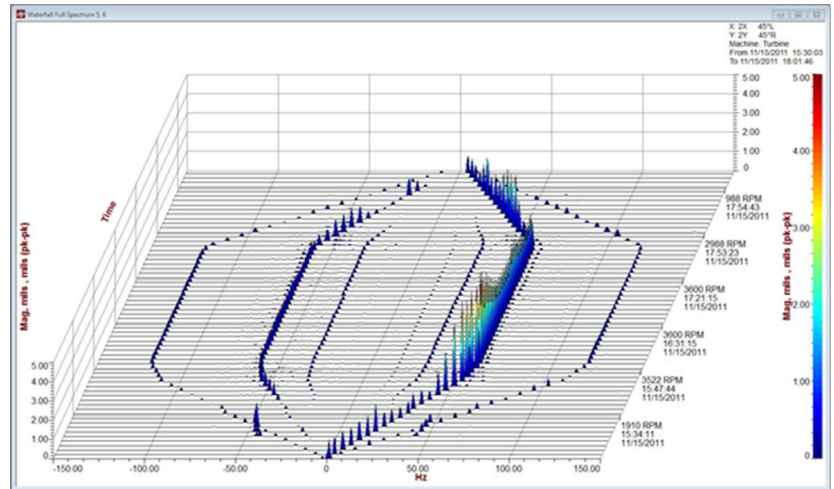 Waterfall Full Spectrum 5, 6
X: 2X 45°L
Y: 2Y 45°R
Machine: Turbine
From 11/15/2011 15:30:03
To 11/15/2011 18:01:46
5.00
4.00
3.00
2.00
1.00
0
5.00
4.00
3.00
2.00
1.00
0
Mag, mils , mils (pk-pk)
Time
988 RPM
17:54:43
11/15/2011
2988 RPM
17:53:23
11/15/2011
3600 RPM
17:21:15
11/15/2011
3600 RPM
16:31:15
11/15/2011
3522 RPM
15:47:44
11/15/2011
1910 RPM
15:34:11
11/15/2011
Mag, mils , mils (pk-pk)
5.00
4.00
3.00
2.00
1.00
0
-150.00 -100.00 -50.00 0 50.00 100.00 150.00
Hz